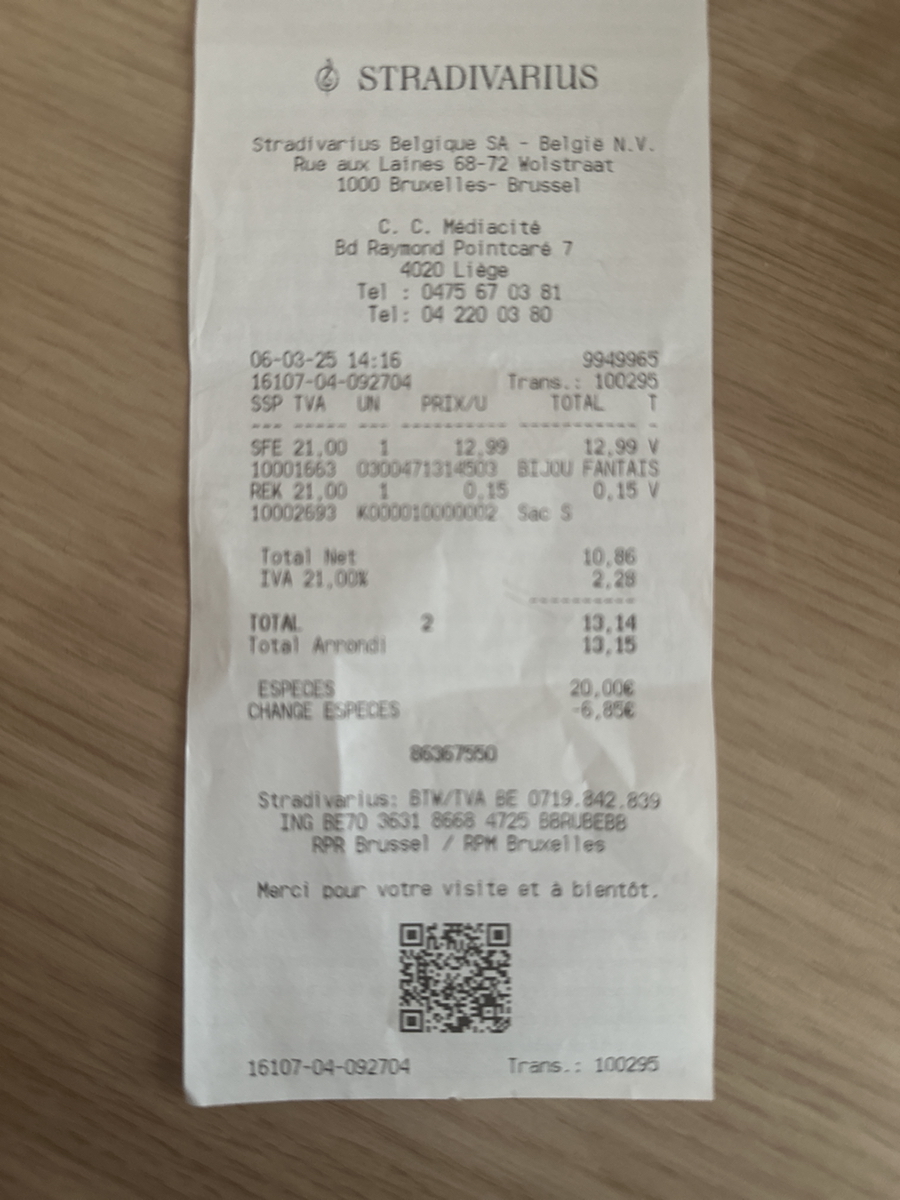 STRADIVARIUS
Stradivarius Belgique SA - België N.V.
Rue aux Laines 68-72 Wolstraat
1000 Bruxelles- Brussel
C. C. Médiacité
Bd Raymond Pointcaré 7
4020 Liège
Tel : 0475 67 03 81
Tel: 04 220 03 80
06-03-25 14:16 9949965
16107-04-092704 Trans.: 100295
SSP TVA UN PRIX/U TOTAL T
--- ----- --- ---------- ----------- -
SFE 21,00 1 12,99 12,99 V
10001663 0300471314503 BIJOU FANTAIS
REK 21,00 1 0,15 0,15 V
10002693 K000010000002 Sac S
Total Net 10,86
IVA 21,00% 2,28
----------
TOTAL 2 13,14
Total Arrondi 13,15
ESPECES 20,00€
CHANGE ESPECES -6,85€
86367550
Stradivarius: BTW/TVA BE 0719.842.839
ING BE70 3631 8668 4725 BBRUBEBB
RPR Brussel / RPM Bruxelles
Merci pour votre visite et à bientôt.
16107-04-092704 Trans.: 100295